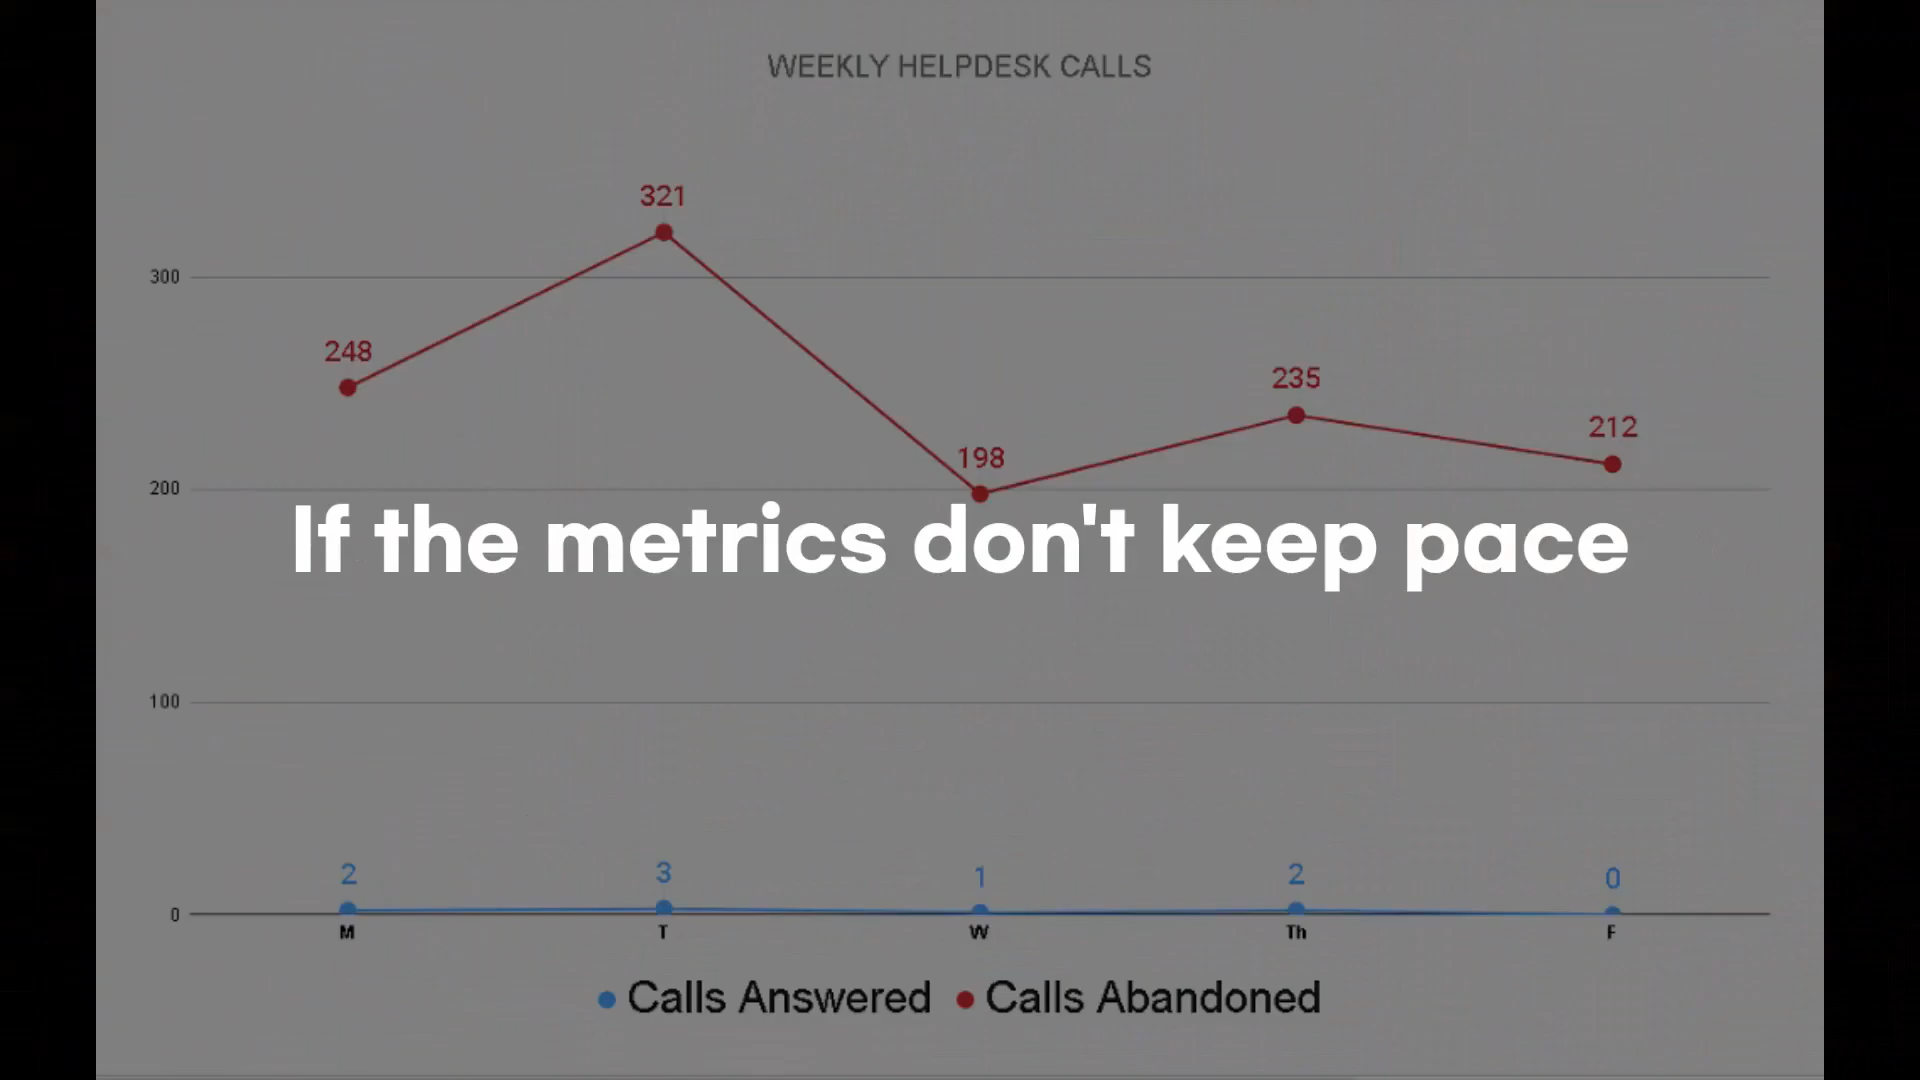 WEEKLY HELPDESK CALLS
321
300
248
235
212
198
200
If the metrics don't keep pace
100
2 3 1 2 0
0
M T W Th F
Calls Answered Calls Abandoned